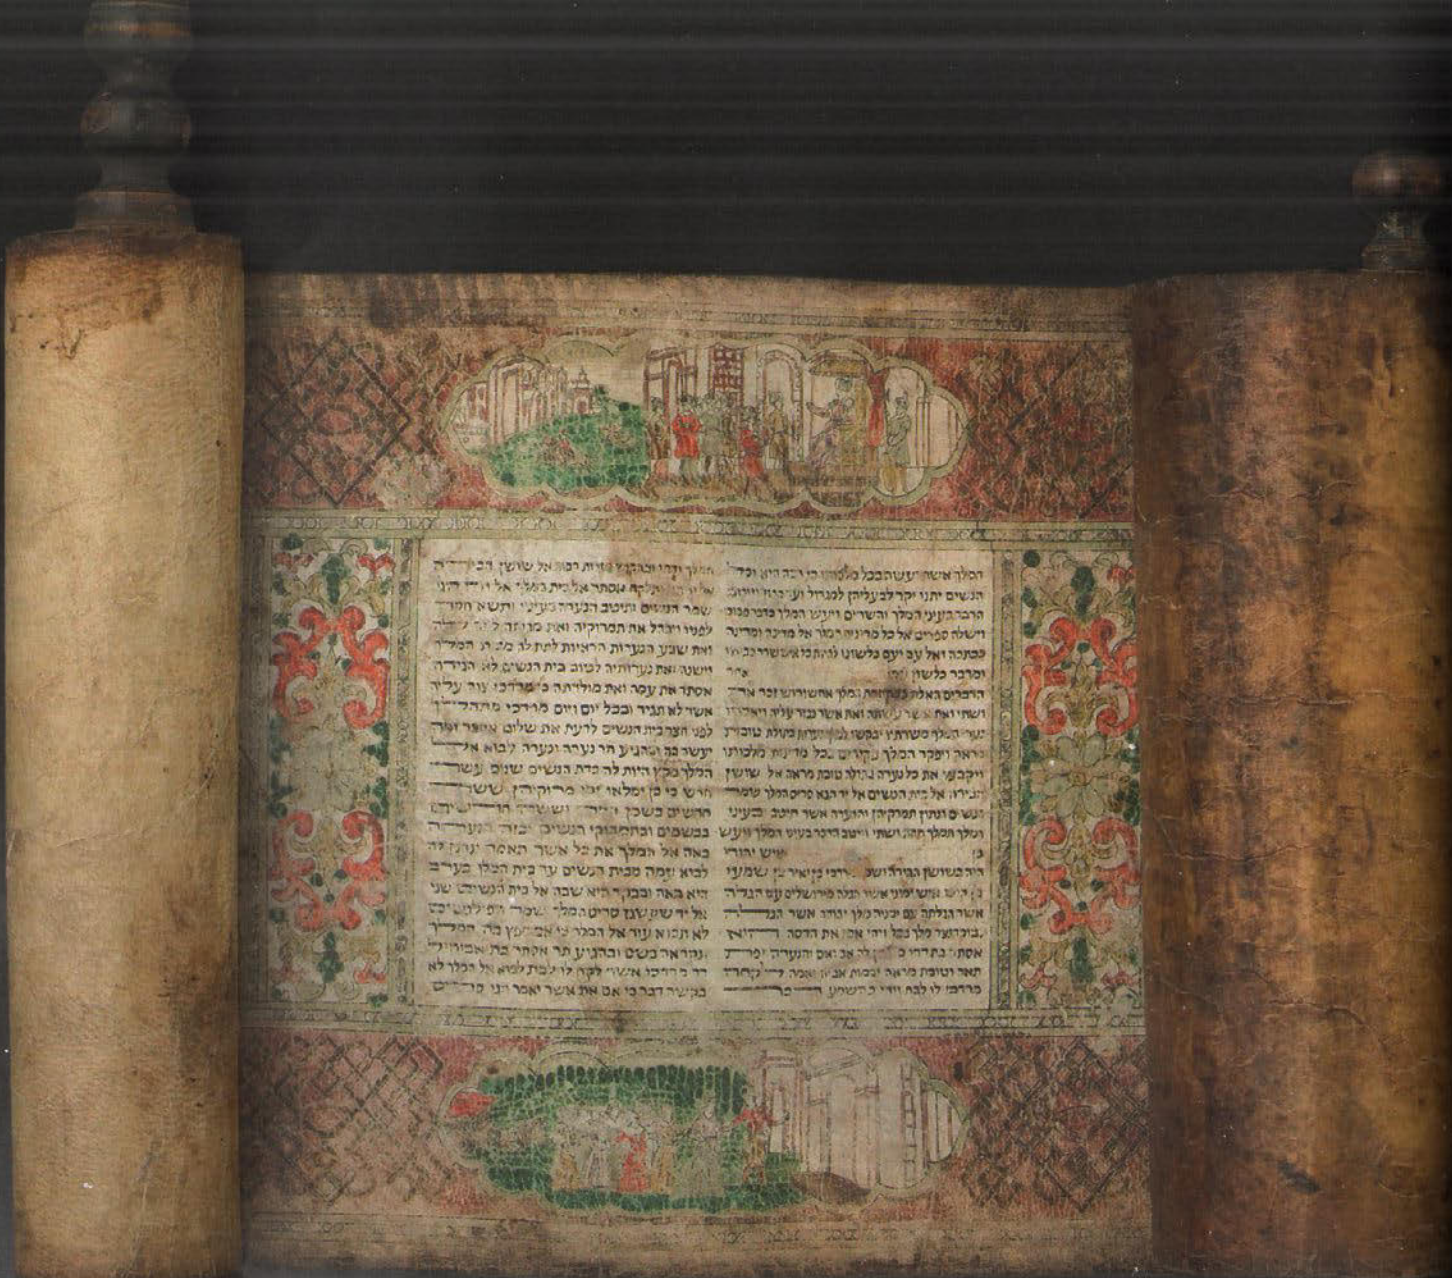 המלך אשר יעשה בכל מלכותו כי רבה היא וכל
הנשים יתנו יקר לבעליהן למגדול ועד קטן וייטב
הדבר בעיני המלך והשרים ויעש המלך כדבר ממוכן
וישלח ספרים אל כל מדינות המלך אל מדינה ומדינה
ככתבה ואל עם ועם כלשונו להיות כל איש שורר בביתו
ומדבר כלשון עמו אחר
הדברים האלה כשך חמת המלך אחשורוש זכר את
ושתי ואת אשר עשתה ואת אשר נגזר עליה ויאמרו
נערי המלך משרתיו יבקשו למלך נערות בתולות טובות
מראה ויפקד המלך פקידים בכל מדינות מלכותו
ויקבצו את כל נערה בתולה טובת מראה אל שושן
הבירה אל בית הנשים אל יד הגא סריס המלך שומר
הנשים ונתון תמרקיהן והנערה אשר תיטב בעיני
המלך תמלך תחת ושתי וייטב הדבר בעיני המלך ויעש
כן איש יהודי
היה בשושן הבירה ושמו מרדכי בן יאיר בן שמעי
בן קיש איש ימיני אשר הגלה מירושלים עם הגלה
אשר הגלתה עם יכניה מלך יהודה אשר הגלה
נבוכדנצר מלך בבל ויהי אמן את הדסה היא
אסתר בת דדו כי אין לה אב ואם והנערה יפת
תאר וטובת מראה ובמות אביה ואמה לקחה
מרדכי לו לבת ויהי בהשמע דבר
המלך ודתו ובהקבץ נערות רבות אל שושן הבירה
אל יד הגי ותלקח אסתר אל בית המלך אל יד הגי
שמר הנשים ותיטב הנערה בעיניו ותשא חסד
לפניו ויבהל את תמרוקיה ואת מנותה לתת לה
ואת שבע הנערות הראיות לתת לה מבית המלך
וישנה ואת נערותיה לטוב בית הנשים לא הגידה
אסתר את עמה ואת מולדתה כי מרדכי צוה עליה
אשר לא תגיד ובכל יום ויום מרדכי מתהלך
לפני חצר בית הנשים לדעת את שלום אסתר ומה
יעשה בה ובהגיע תר נערה ונערה לבוא אל
המלך מקץ היות לה כדת הנשים שנים עשר
חדש כי כן ימלאו ימי מרוקיהן ששה
חדשים בשמן המר וששה חדשים
בבשמים ובתמרוקי הנשים ובזה הנערה
באה אל המלך את כל אשר תאמר ינתן לה
לבוא עמה מבית הנשים עד בית המלך בערב
היא באה ובבקר היא שבה אל בית הנשים שני
אל יד שעשגז סריס המלך שמר הפילגשים
לא תבוא עוד אל המלך כי אם חפץ בה המלך
ונקראה בשם ובהגיע תר אסתר בת אביחיל
דד מרדכי אשר לקח לו לבת לבוא אל המלך לא
בקשה דבר כי אם את אשר יאמר הגי סריס